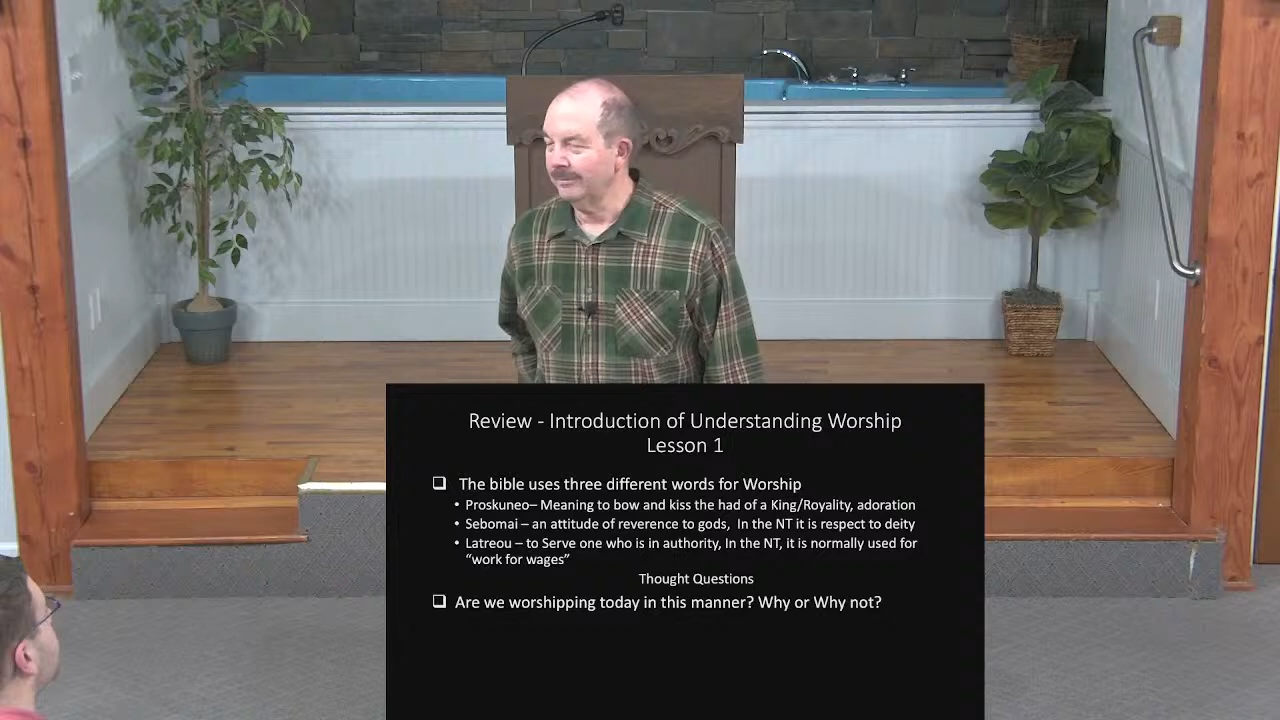 Review - Introduction of Understanding Worship
Lesson 1
❑ The bible uses three different words for Worship
• Proskuneo– Meaning to bow and kiss the had of a King/Royality, adoration
• Sebomai – an attitude of reverence to gods, In the NT it is respect to deity
• Latreou – to Serve one who is in authority, In the NT, it is normally used for
“work for wages”
Thought Questions
❑ Are we worshipping today in this manner? Why or Why not?